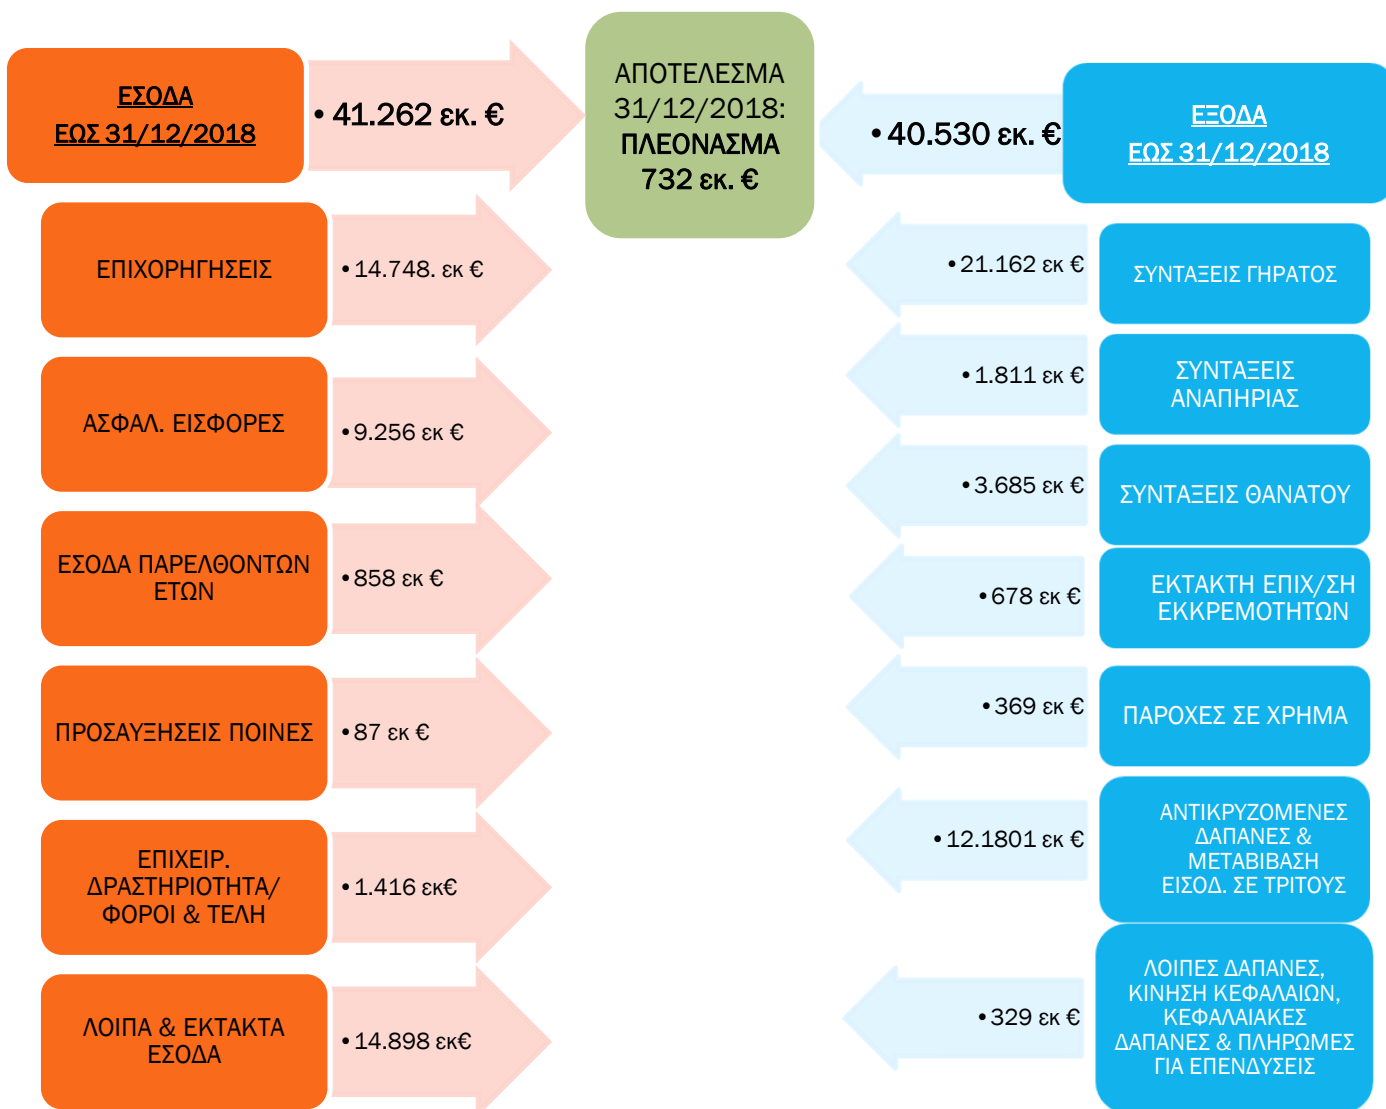 ΕΣΟΔΑ
ΕΩΣ 31/12/2018
• 41.262 εκ. €
ΑΠΟΤΕΛΕΣΜΑ
31/12/2018:
ΠΛΕΟΝΑΣΜΑ
732 εκ. €
• 40.530 εκ. €
ΕΞΟΔΑ
ΕΩΣ 31/12/2018
ΕΠΙΧΟΡΗΓΗΣΕΙΣ
• 14.748. εκ €
ΑΣΦΑΛ. ΕΙΣΦΟΡΕΣ
• 9.256 εκ €
ΕΣΟΔΑ ΠΑΡΕΛΘΟΝΤΩΝ
ΕΤΩΝ
• 858 εκ €
ΠΡΟΣΑΥΞΗΣΕΙΣ ΠΟΙΝΕΣ
• 87 εκ €
ΕΠΙΧΕΙΡ.
ΔΡΑΣΤΗΡΙΟΤΗΤΑ/
ΦΟΡΟΙ & ΤΕΛΗ
• 1.416 εκ€
ΛΟΙΠΑ & ΕΚΤΑΚΤΑ
ΕΣΟΔΑ
• 14.898 εκ€
• 21.162 εκ €
ΣΥΝΤΑΞΕΙΣ ΓΗΡΑΤΟΣ
• 1.811 εκ €
ΣΥΝΤΑΞΕΙΣ
ΑΝΑΠΗΡΙΑΣ
• 3.685 εκ €
ΣΥΝΤΑΞΕΙΣ ΘΑΝΑΤΟΥ
• 678 εκ €
ΕΚΤΑΚΤΗ ΕΠΙΧ/ΣΗ
ΕΚΚΡΕΜΟΤΗΤΩΝ
• 369 εκ €
ΠΑΡΟΧΕΣ ΣΕ ΧΡΗΜΑ
• 12.1801 εκ €
ΑΝΤΙΚΡΥΖΟΜΕΝΕΣ
ΔΑΠΑΝΕΣ &
ΜΕΤΑΒΙΒΑΣΗ
ΕΙΣΟΔ. ΣΕ ΤΡΙΤΟΥΣ
• 329 εκ €
ΛΟΙΠΕΣ ΔΑΠΑΝΕΣ,
ΚΙΝΗΣΗ ΚΕΦΑΛΑΙΩΝ,
ΚΕΦΑΛΑΙΑΚΕΣ
ΔΑΠΑΝΕΣ & ΠΛΗΡΩΜΕΣ
ΓΙΑ ΕΠΕΝΔΥΣΕΙΣ